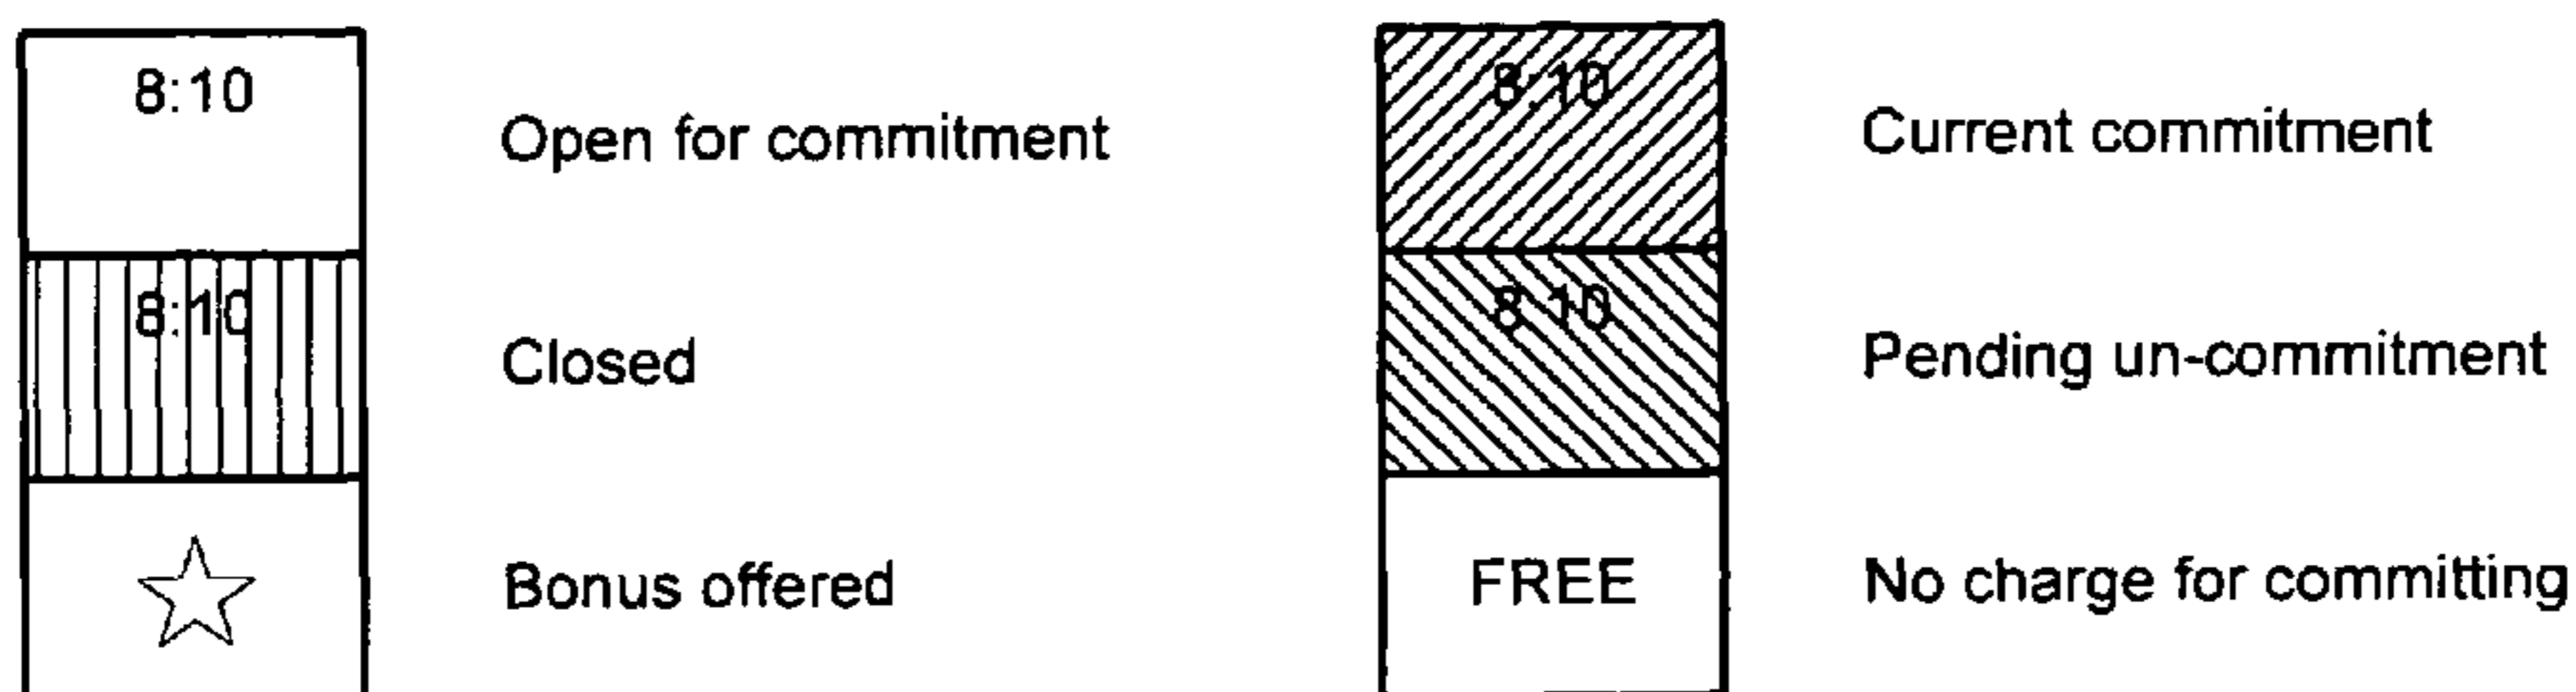 8:10 Open for commitment
8:10 Current commitment
8:10 Closed
8:10 Pending un-commitment
Bonus offered
FREE No charge for committing